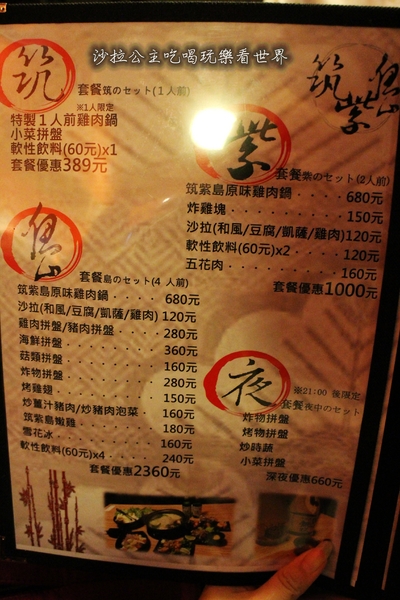 沙拉公主吃喝玩樂看世界
筑紫島
筑
套餐筑のセット(1人前)
※1人限定
特製1人前雞肉鍋
小菜拼盤
軟性飲料(60元)x1
套餐優惠389元
紫
套餐紫のセット(2人前)
筑紫島原味雞肉鍋 · · · · 680元
炸雞塊 · · · · · · · · · 150元
沙拉(和風/豆腐/凱薩/雞肉)120元
軟性飲料(60元)x2 · · · · 120元
五花肉 · · · · · · · · · 160元
套餐優惠1000元
島
套餐島のセット(4 人前)
筑紫島原味雞肉鍋 · · · · 680元
沙拉(和風/豆腐/凱薩/雞肉) 120元
雞肉拼盤/豬肉拼盤 · · · · 280元
海鮮拼盤 · · · · · · · · 360元
菇類拼盤 · · · · · · · · 160元
炸物拼盤 · · · · · · · · 280元
烤雞翅 · · · · · · · · · 150元
炒薑汁豬肉/炒豬肉泡菜 · 160元
筑紫島嫩雞 · · · · · · · 180元
雪花冰 · · · · · · · · · 160元
軟性飲料(60元)x4 · · · · 240元
套餐優惠2360元
夜
※21:00 後限定
套餐夜中のセット
炸物拼盤
烤物拼盤
炒時蔬
小菜拼盤
深夜優惠660元